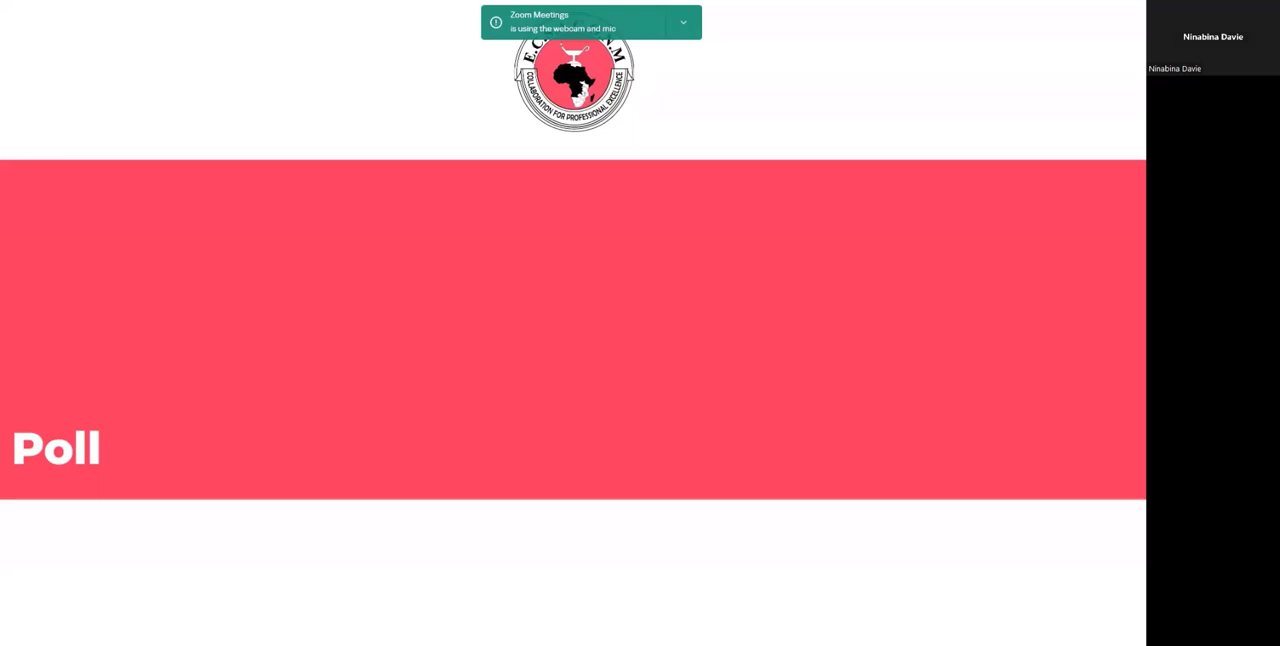 Zoom Meetings
is using the webcam and mic
COLLABORATION FOR PROFESSIONAL EXCELLENCE
Poll
Ninabina Davie
Ninabina Davie